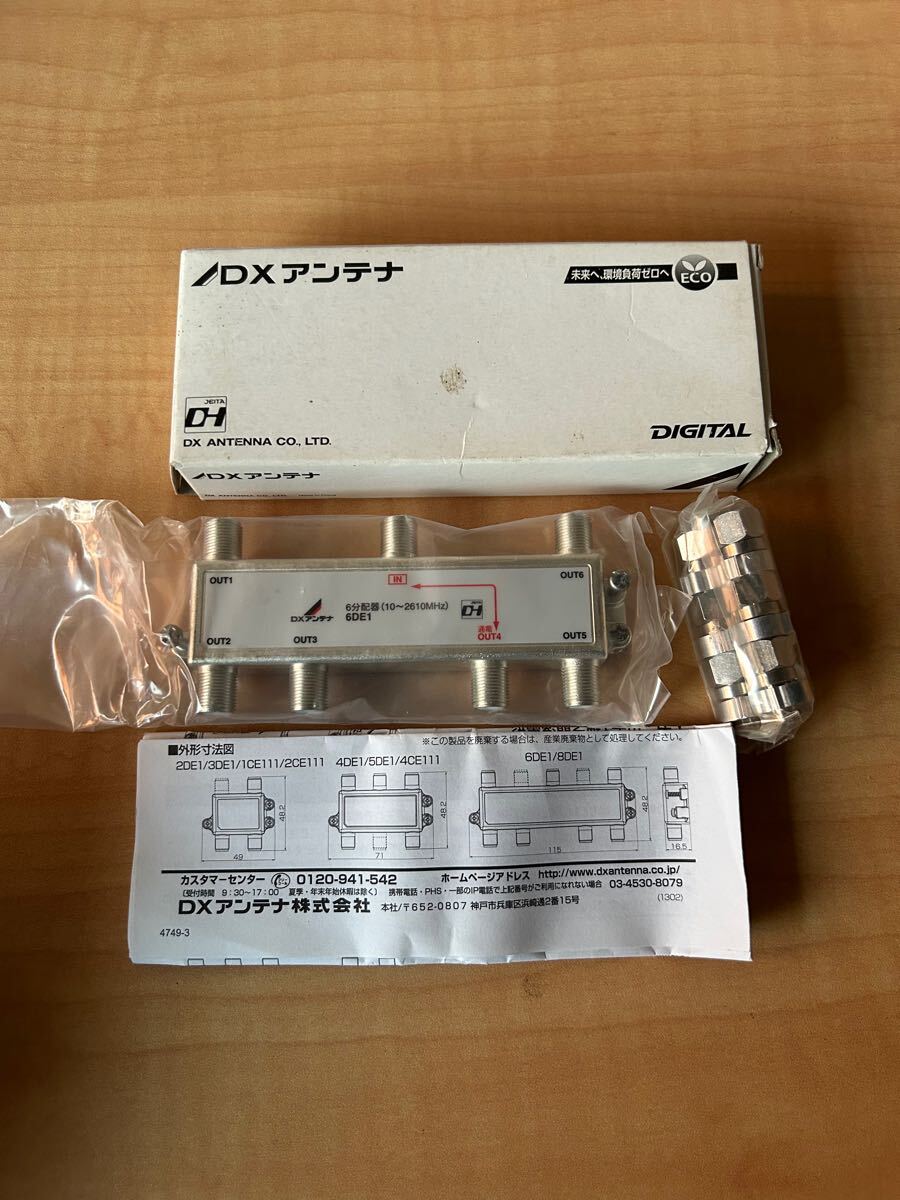 DXアンテナ
未来へ、環境負荷ゼロへ
ECO
JEITA
DH
DX ANTENNA CO., LTD.
DIGITAL
DXアンテナ
DX ANTENNA CO., LTD.
OUT1
IN
OUT6
DXアンテナ
6分配器(10~2610MHz)
6DE1
DH
OUT2
OUT3
通電
OUT4
OUT5
※この製品を廃棄する場合は、産業廃棄物として処理してください。
■外形寸法図
2DE1/3DE1/1CE111/2CE111
4DE1/5DE1/4CE111
6DE1/8DE1
48.2
48.2
48.2
49
71
115
16.5
カスタマーセンター 0120-941-542
ホームページアドレス http://www.dxantenna.co.jp/
〔受付時間 9:30~17:00 夏季・年末年始休暇は除く〕 携帯電話・PHS・一部のIP電話で上記番号がご利用になれない場合 03-4530-8079
DXアンテナ株式会社 本社/〒652-0807 神戸市兵庫区浜崎通2番15号
(1302)
4749-3